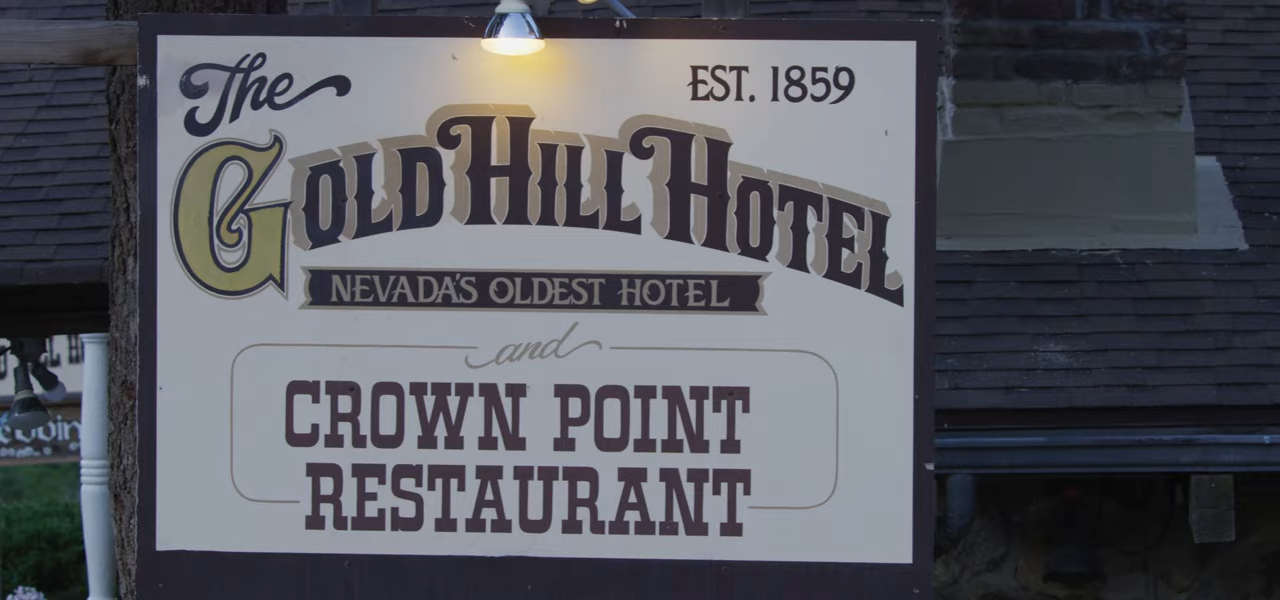 The
EST. 1859
GOLD HILL HOTEL
NEVADA'S OLDEST HOTEL
and
CROWN POINT
RESTAURANT